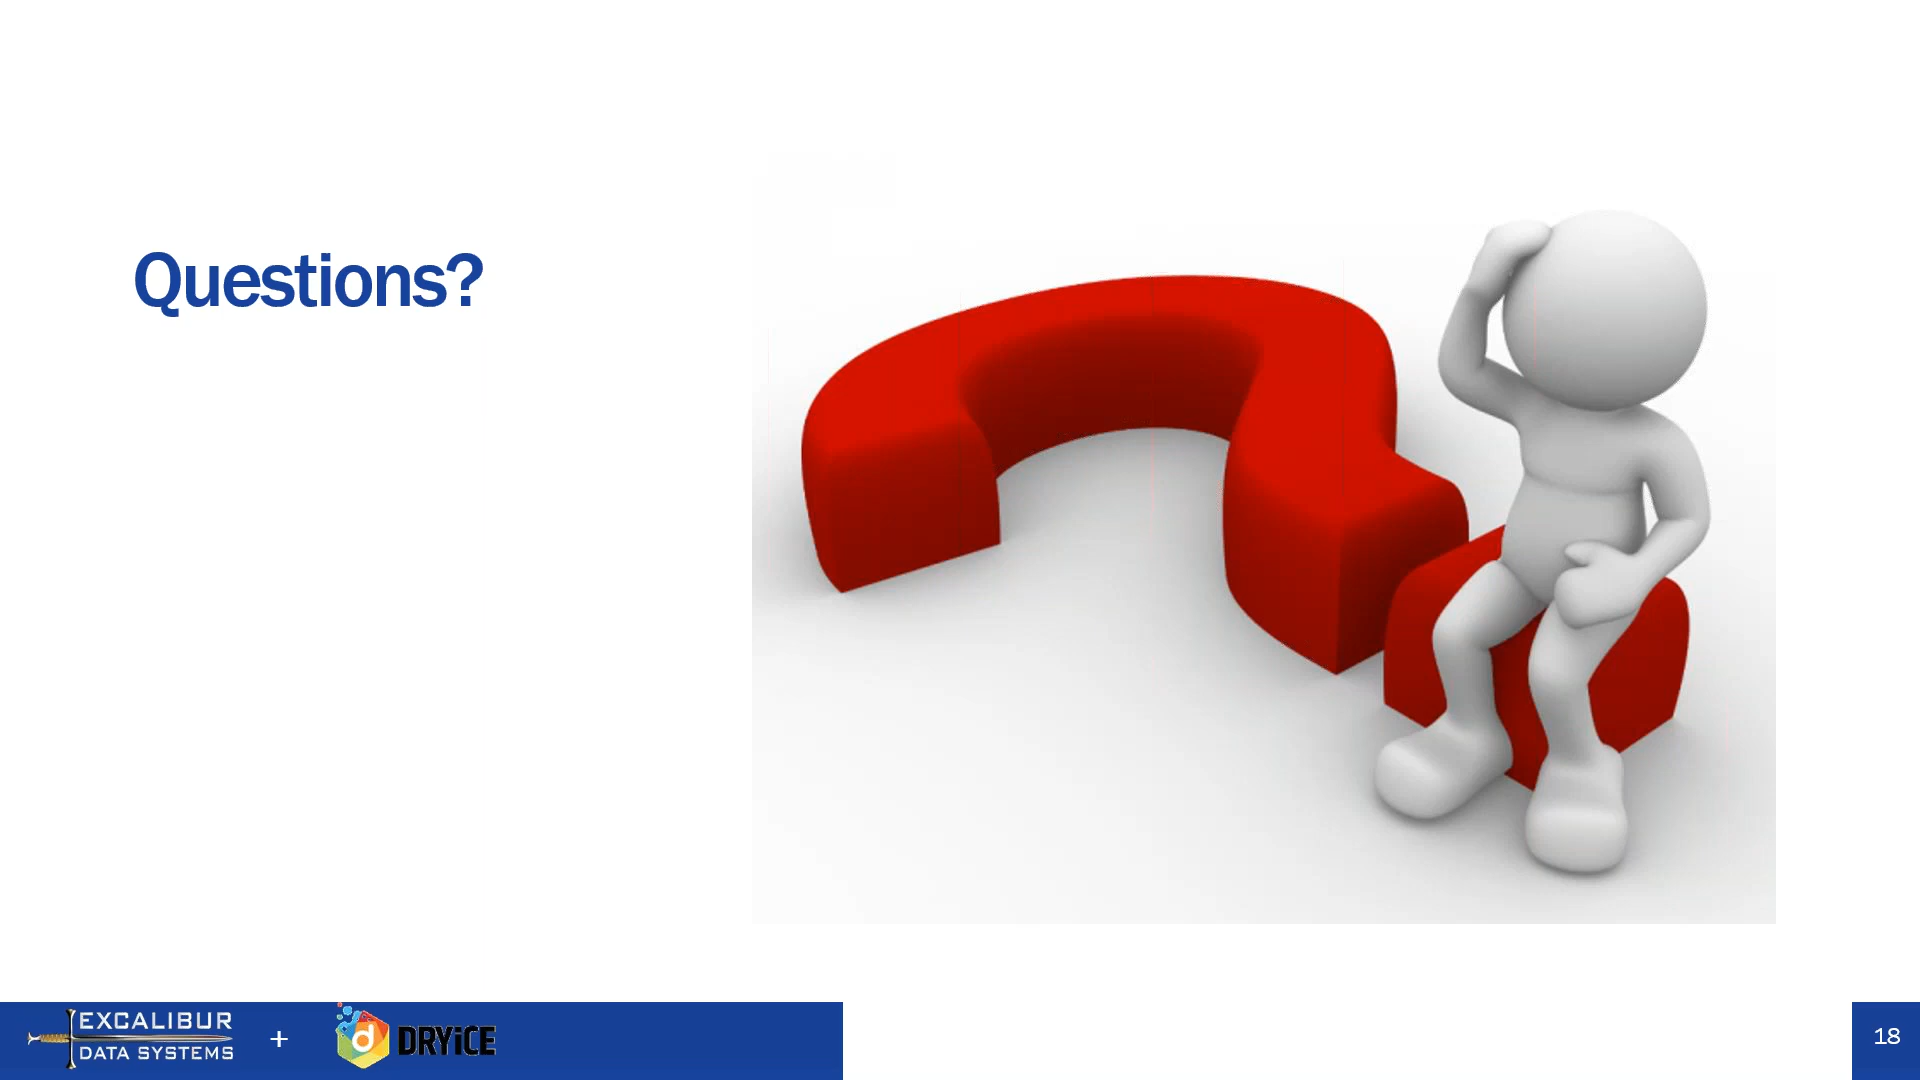 Questions?
EXCALIBUR
DATA SYSTEMS
+
d
DRYiCE
18